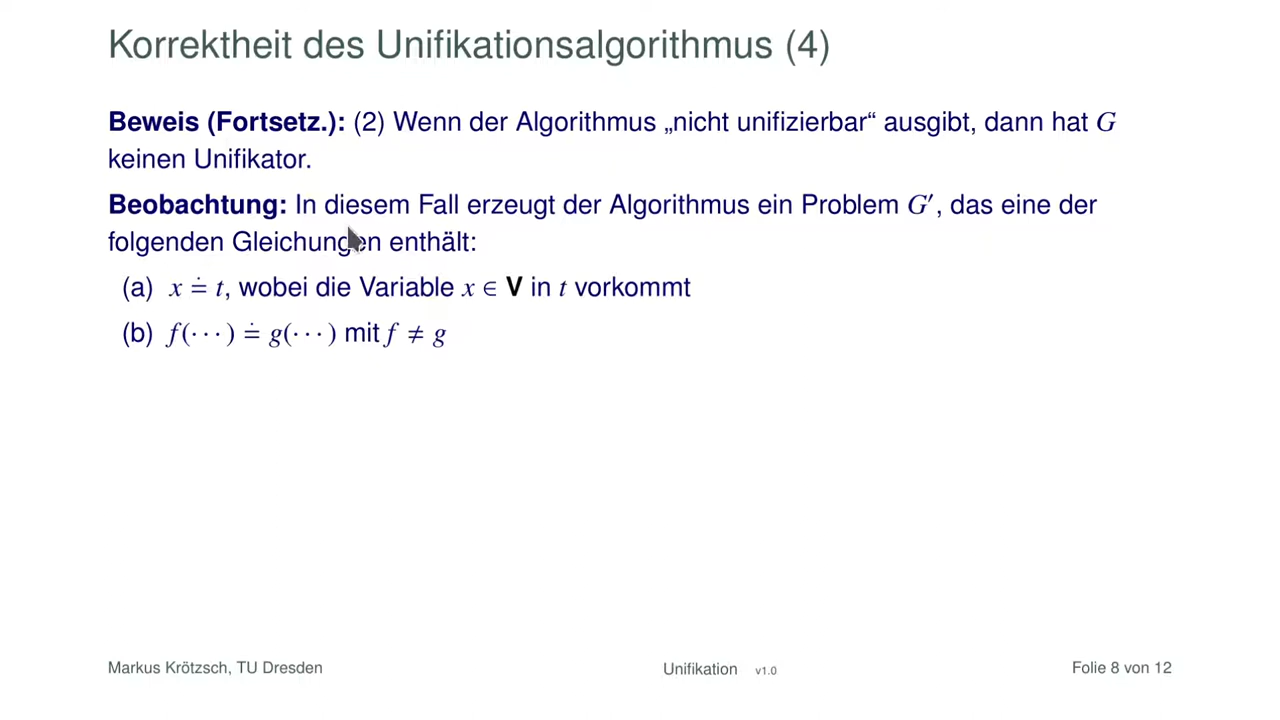 Korrektheit des Unifikationsalgorithmus (4)
Beweis (Fortsetz.): (2) Wenn der Algorithmus „nicht unifizierbar“ ausgibt, dann hat G
keinen Unifikator.
Beobachtung: In diesem Fall erzeugt der Algorithmus ein Problem G′, das eine der
folgenden Gleichungen enthält:
(a) x ≐ t, wobei die Variable x ∈ V in t vorkommt
(b) f(⋯) ≐ g(⋯) mit f ≠ g
Markus Krötzsch, TU Dresden Unifikation v1.0 Folie 8 von 12